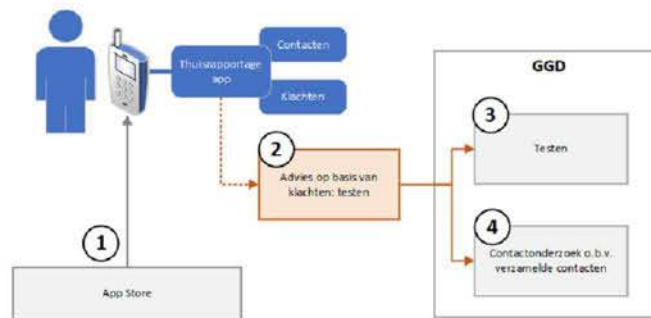 Contacten
Thuisrapportage
app
Klachten
GGD
2
Advies op basis van
klachten: testen
3
Testen
4
Contactonderzoek o.b.v.
verzamelde contacten
1
App Store